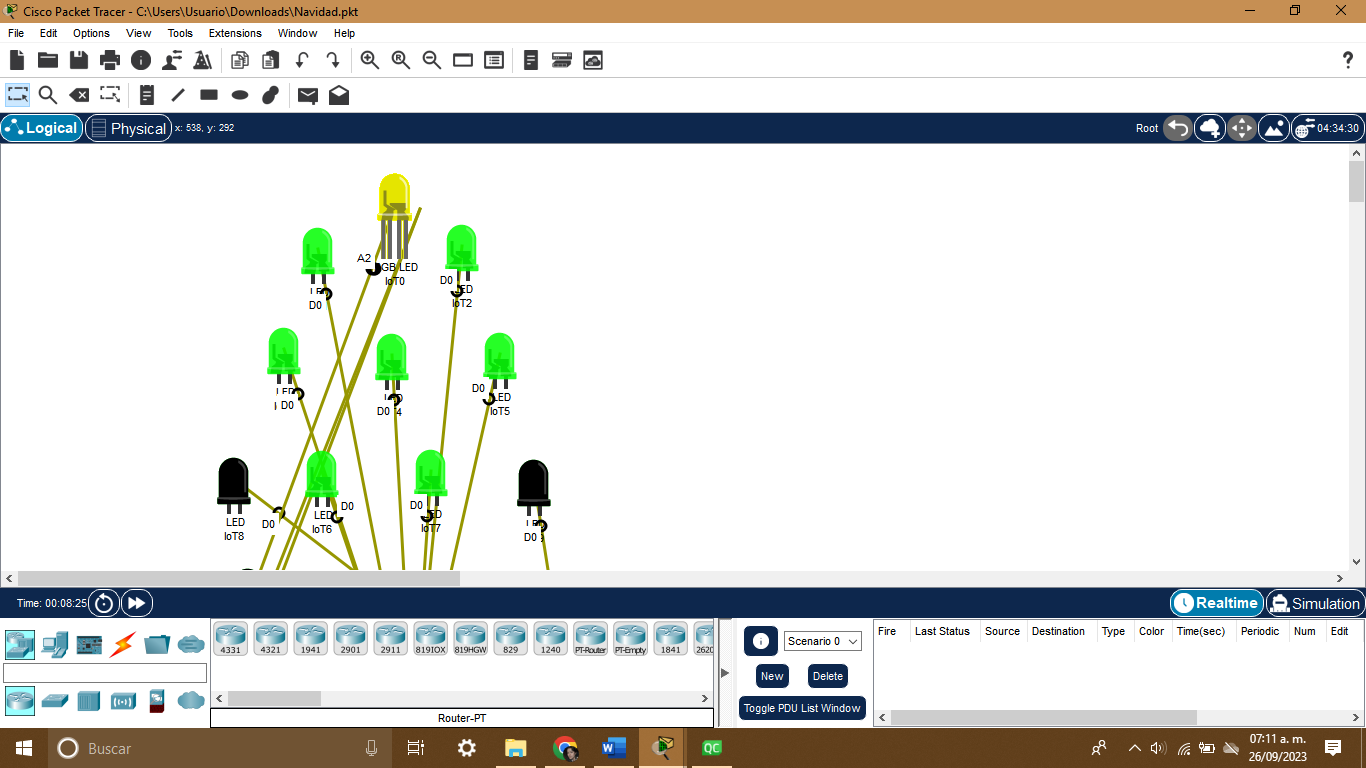 Cisco Packet Tracer - C:\Users\Usuario\Downloads\Navidad.pkt
File Edit Options View Tools Extensions Window Help
Logical Physical x: 538, y: 292 Root 04:34:30
A2
GB LED
IoT0
D0
D0
LED
IoT2
D0
D0
LED
IoT5
D0
D0
LED
IoT8
D0
LED
IoT6
D0
D0
LED
IoT7
D0
Time: 00:08:25 Realtime Simulation
4331 4321 1941 2901 2911 819IOX 819HGW 829 1240 PT-Router PT-Empty 1841 2620
Router-PT
Scenario 0
New Delete
Toggle PDU List Window
Fire Last Status Source Destination Type Color Time(sec) Periodic Num Edit
Buscar
QC
07:11 a. m.
26/09/2023